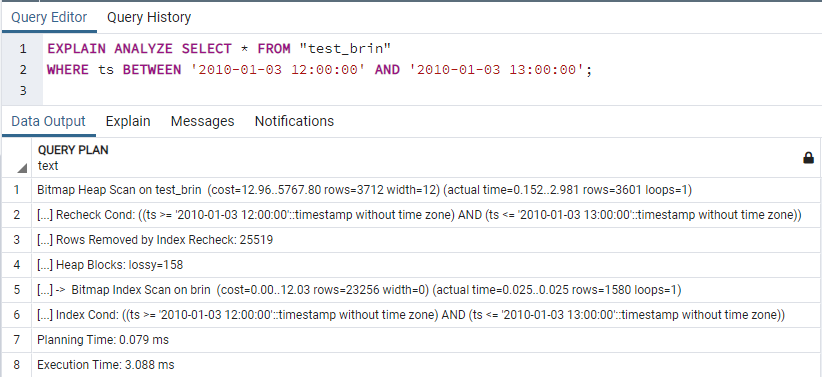 Query Editor Query History
1 EXPLAIN ANALYZE SELECT * FROM "test_brin"
2 WHERE ts BETWEEN '2010-01-03 12:00:00' AND '2010-01-03 13:00:00';
3
Data Output Explain Messages Notifications
QUERY PLAN
text
1 Bitmap Heap Scan on test_brin (cost=12.96..5767.80 rows=3712 width=12) (actual time=0.152..2.981 rows=3601 loops=1)
2 [...] Recheck Cond: ((ts >= '2010-01-03 12:00:00'::timestamp without time zone) AND (ts <= '2010-01-03 13:00:00'::timestamp without time zone))
3 [...] Rows Removed by Index Recheck: 25519
4 [...] Heap Blocks: lossy=158
5 [...] -> Bitmap Index Scan on brin (cost=0.00..12.03 rows=23256 width=0) (actual time=0.025..0.025 rows=1580 loops=1)
6 [...] Index Cond: ((ts >= '2010-01-03 12:00:00'::timestamp without time zone) AND (ts <= '2010-01-03 13:00:00'::timestamp without time zone))
7 Planning Time: 0.079 ms
8 Execution Time: 3.088 ms